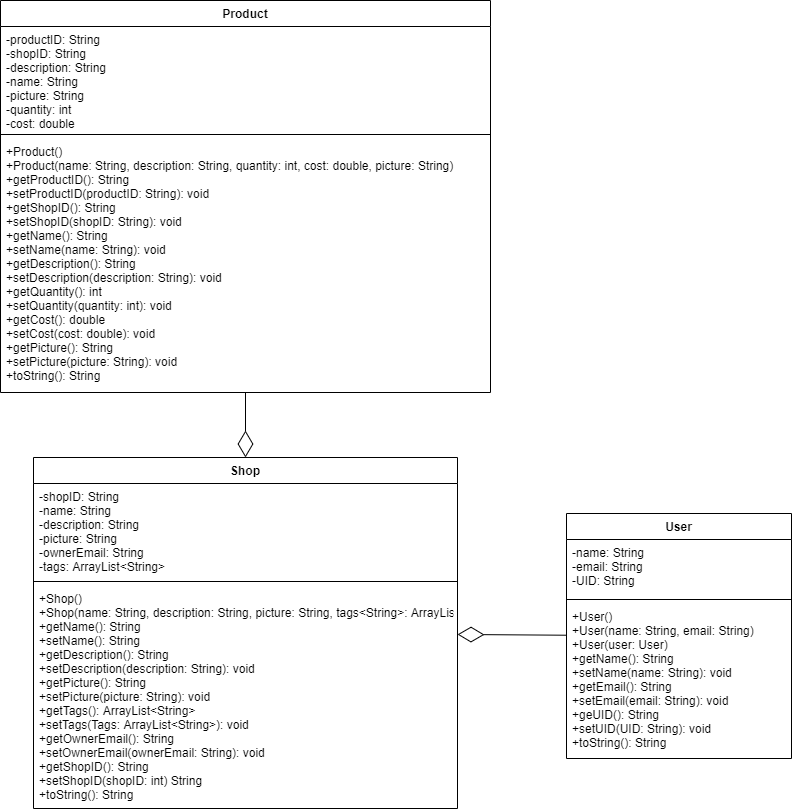 Product
-productID: String
-shopID: String
-description: String
-name: String
-picture: String
-quantity: int
-cost: double
+Product()
+Product(name: String, description: String, quantity: int, cost: double, picture: String)
+getProductID(): String
+setProductID(productID: String): void
+getShopID(): String
+setShopID(shopID: String): void
+getName(): String
+setName(name: String): void
+getDescription(): String
+setDescription(description: String): void
+getQuantity(): int
+setQuantity(quantity: int): void
+getCost(): double
+setCost(cost: double): void
+getPicture(): String
+setPicture(picture: String): void
+toString(): String
Shop
-shopID: String
-name: String
-description: String
-picture: String
-ownerEmail: String
-tags: ArrayList<String>
+Shop()
+Shop(name: String, description: String, picture: String, tags<String>: ArrayLis
+getName(): String
+setName(): String
+getDescription(): String
+setDescription(description: String): void
+getPicture(): String
+setPicture(picture: String): void
+getTags(): ArrayList<String>
+setTags(Tags: ArrayList<String>): void
+getOwnerEmail(): String
+setOwnerEmail(ownerEmail: String): void
+getShopID(): String
+setShopID(shopID: int) String
+toString(): String
User
-name: String
-email: String
-UID: String
+User()
+User(name: String, email: String)
+User(user: User)
+getName(): String
+setName(name: String): void
+getEmail(): String
+setEmail(email: String): void
+geUID(): String
+setUID(UID: String): void
+toString(): String